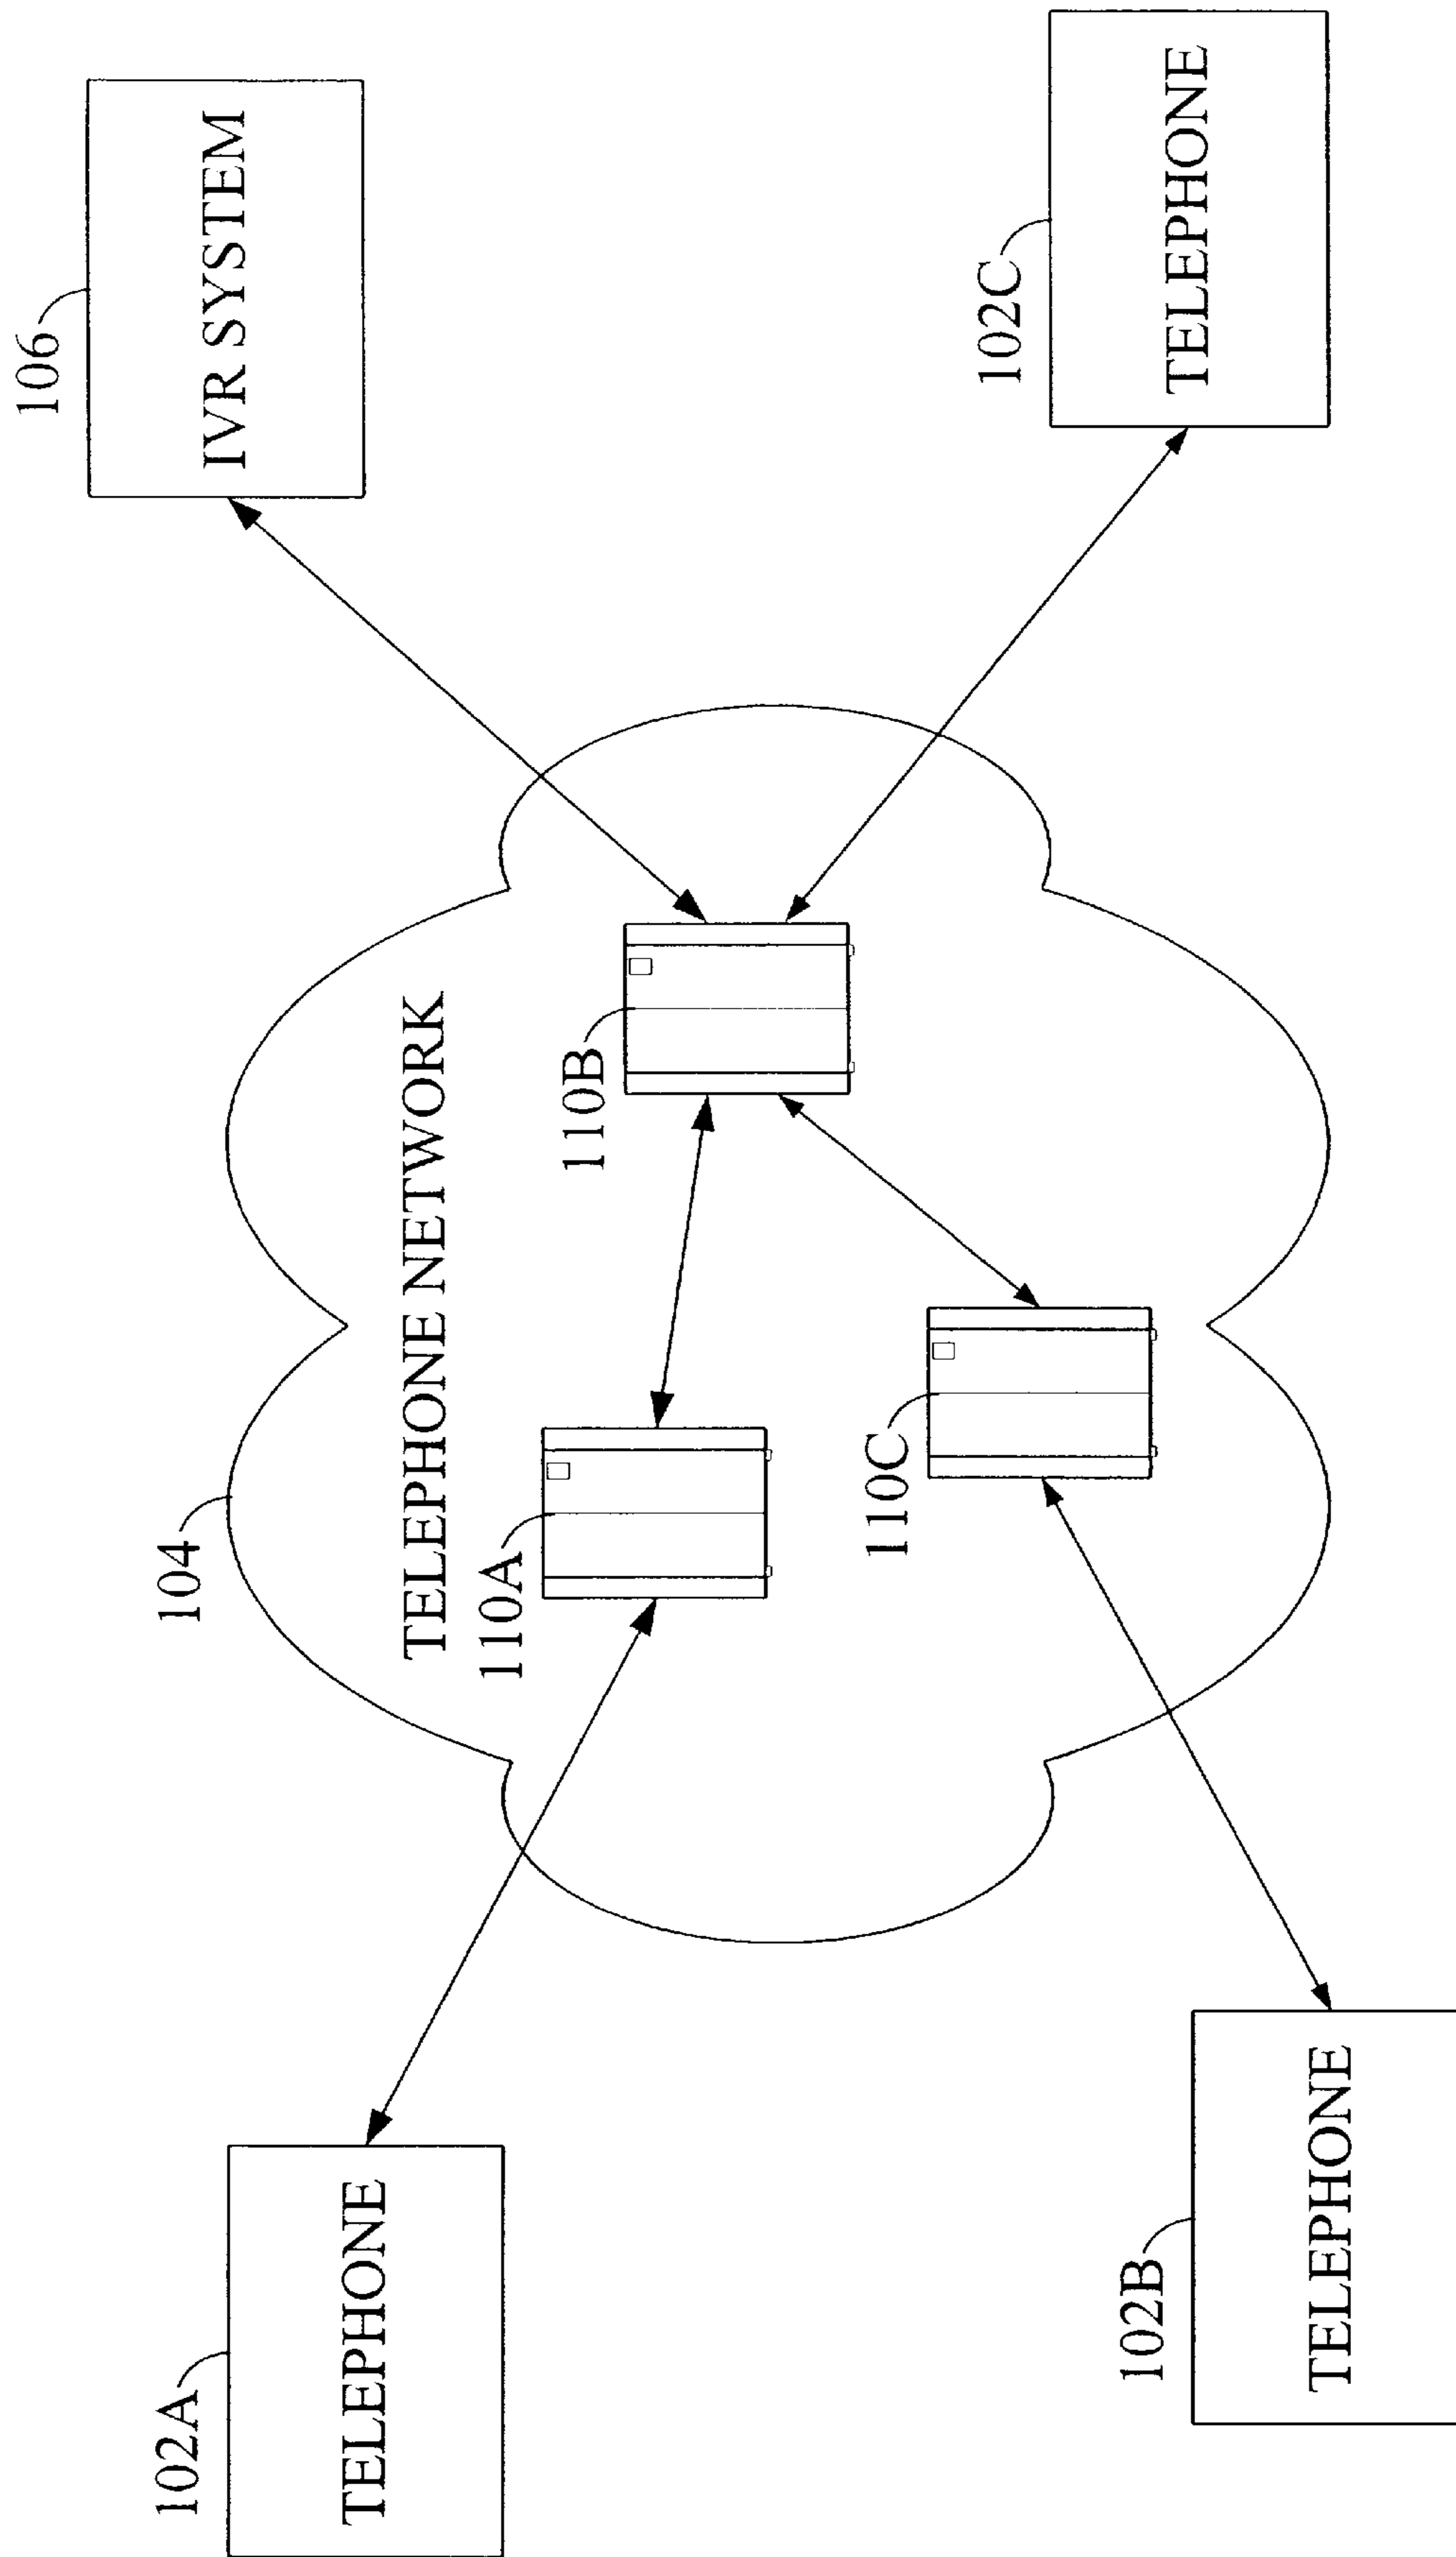 106
IVR SYSTEM
104
TELEPHONE NETWORK
102A
TELEPHONE
110A
110B
110C
102C
TELEPHONE
102B
TELEPHONE